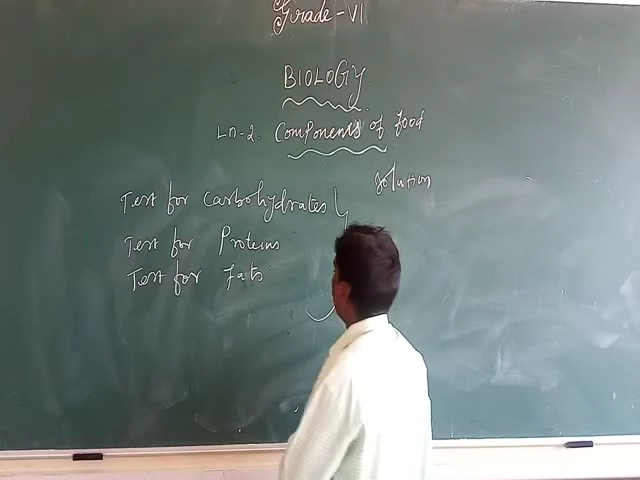 Grade-VI
BIOLOGY.
Ln-2. Components of food
Solution
Test for Carbohydrates
Test for Proteins
Test for Fats